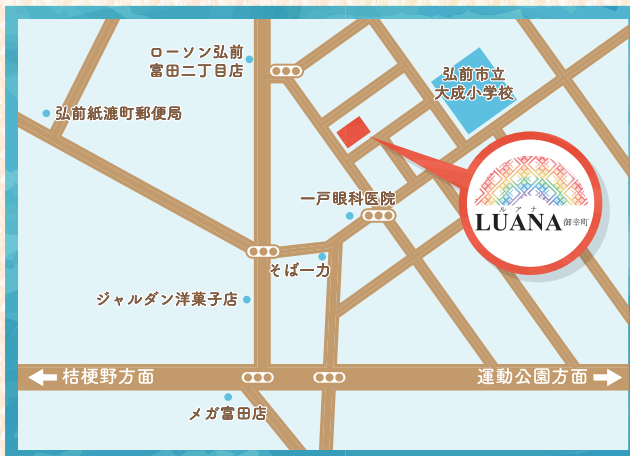 ローソン弘前
富田二丁目店
弘前市立
大成小学校
弘前紙漉町郵便局
一戸眼科医院
ルアナ
LUANA 御幸町
そば一力
ジャルダン洋菓子店
桔梗野方面
運動公園方面
メガ富田店